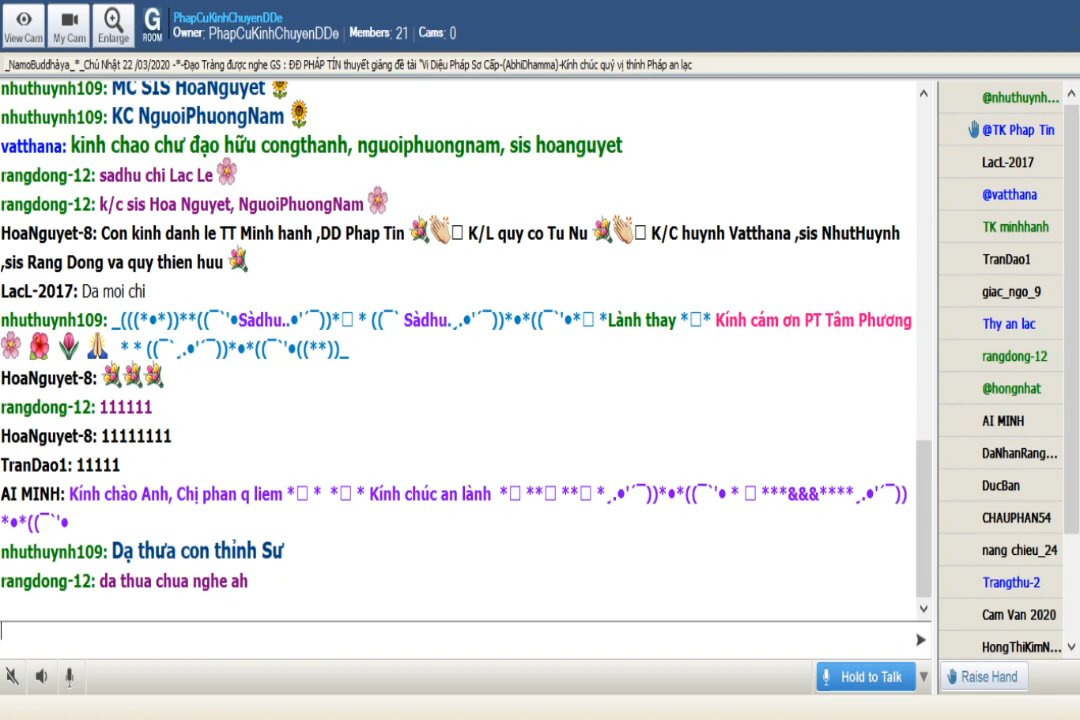 View Cam
My Cam
Enlarge
G
ROOM
PhapCuKinhChuyenDDe
Owner: PhapCuKinhChuyenDDe | Members: 21 | Cams: 0
_NamoBuddhàya_*_Chủ Nhật 22 /03/2020 -*-Đạo Tràng được nghe GS : ĐĐ PHÁP TÍN thuyết giảng đề tài "Vi Diệu Pháp Sơ Cấp-(AbhiDhamma)-Kính chúc quý vị thính Pháp an lạc
nhuthuynh109: MC SIS HoaNguyet 🌻
nhuthuynh109: KC NguoiPhuongNam 🌻
vatthana: kinh chao chư đạo hữu congthanh, nguoiphuongnam, sis hoanguyet
rangdong-12: sadhu chi Lac Le 🌸
rangdong-12: k/c sis Hoa Nguyet, NguoiPhuongNam 🌸
HoaNguyet-8: Con kinh danh le TT Minh hanh ,DD Phap Tin 💐👏□ K/L quy co Tu Nu 💐👏□ K/C huynh Vatthana ,sis NhutHuynh
,sis Rang Dong va quy thien huu 💐
LacL-2017: Da moi chi
nhuthuynh109: _(((*•*))**((¯`'•Sàdhu..•'´¯))*□ * ((¯` Sàdhu.¸.•'´¯))*•*((¯`'•*□ *Lành thay *□* Kính cám ơn PT Tâm Phương
🌸 🌺 🌷 🙏 * * ((¯`¸.•'´¯))*•*((¯`'•((**))_
HoaNguyet-8: 💐💐💐
rangdong-12: 111111
HoaNguyet-8: 11111111
TranDao1: 11111
AI MINH: Kính chào Anh, Chị phan q liem *□ * *□ * Kính chúc an lành *□ **□ **□ *¸.•'´¯))*•*((¯`'• * □ ***&&&****¸.•'´¯))
*•*((¯`'•
nhuthuynh109: Dạ thưa con thỉnh Sư
rangdong-12: da thua chua nghe ah
Hold to Talk
@nhuthuynh...
@TK Phap Tin
LacL-2017
@vatthana
TK minhhanh
TranDao1
giac_ngo_9
Thy an lac
rangdong-12
@hongnhat
AI MINH
DaNhanRang...
DucBan
CHAUPHAN54
nang chieu_24
Trangthu-2
Cam Van 2020
HongThiKimN...
Raise Hand